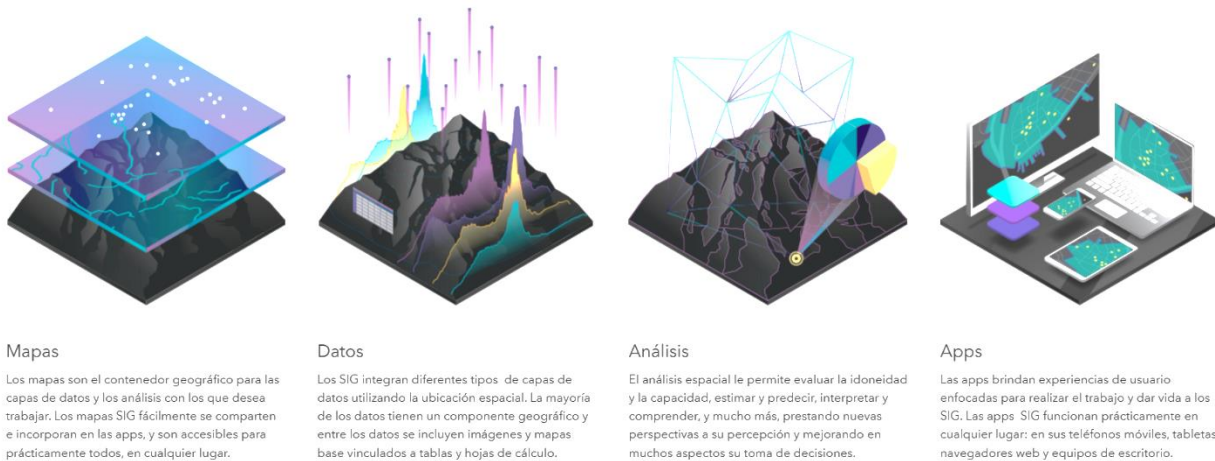 Mapas
Los mapas son el contenedor geográfico para las
capas de datos y los análisis con los que desea
trabajar. Los mapas SIG fácilmente se comparten
e incorporan en las apps, y son accesibles para
prácticamente todos, en cualquier lugar.
Datos
Los SIG integran diferentes tipos de capas de
datos utilizando la ubicación espacial. La mayoría
de los datos tienen un componente geográfico y
entre los datos se incluyen imágenes y mapas
base vinculados a tablas y hojas de cálculo.
Análisis
El análisis espacial le permite evaluar la idoneidad
y la capacidad, estimar y predecir, interpretar y
comprender, y mucho más, prestando nuevas
perspectivas a su percepción y mejorando en
muchos aspectos su toma de decisiones.
Apps
Las apps brindan experiencias de usuario
enfocadas para realizar el trabajo y dar vida a los
SIG. Las apps SIG funcionan prácticamente en
cualquier lugar: en sus teléfonos móviles, tabletas
navegadores web y equipos de escritorio.